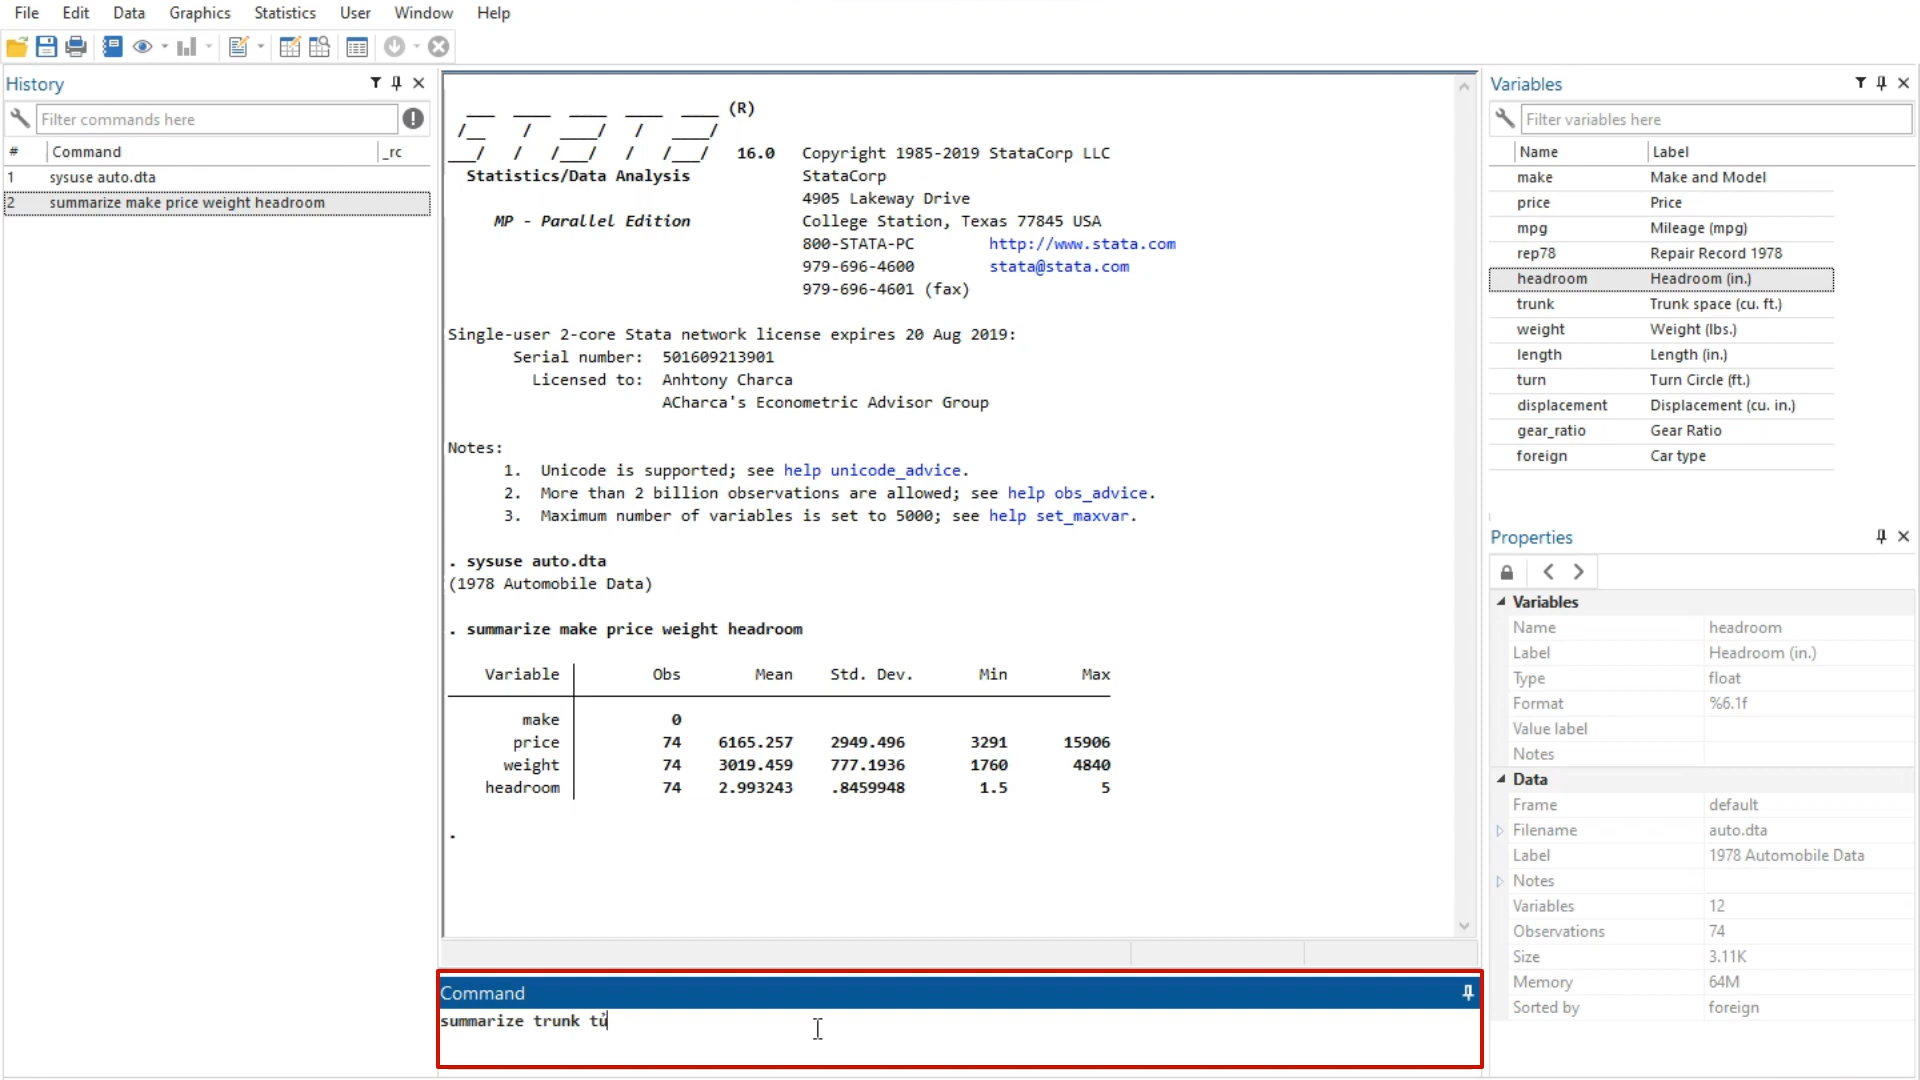 File Edit Data Graphics Statistics User Window Help
History
Filter commands here
# Command _rc
1 sysuse auto.dta
2 summarize make price weight headroom
(R)
STATA
16.0 Copyright 1985-2019 StataCorp LLC
Statistics/Data Analysis StataCorp
4905 Lakeway Drive
MP - Parallel Edition College Station, Texas 77845 USA
800-STATA-PC http://www.stata.com
979-696-4600 stata@stata.com
979-696-4601 (fax)
Single-user 2-core Stata network license expires 20 Aug 2019:
Serial number: 501609213901
Licensed to: Anhtony Charca
ACharca's Econometric Advisor Group
Notes:
1. Unicode is supported; see help unicode_advice.
2. More than 2 billion observations are allowed; see help obs_advice.
3. Maximum number of variables is set to 5000; see help set_maxvar.
. sysuse auto.dta
(1978 Automobile Data)
. summarize make price weight headroom
Variable Obs Mean Std. Dev. Min Max
make 0
price 74 6165.257 2949.496 3291 15906
weight 74 3019.459 777.1936 1760 4840
headroom 74 2.993243 .8459948 1.5 5
.
Command
summarize trunk tủ
Variables
Filter variables here
Name Label
make Make and Model
price Price
mpg Mileage (mpg)
rep78 Repair Record 1978
headroom Headroom (in.)
trunk Trunk space (cu. ft.)
weight Weight (lbs.)
length Length (in.)
turn Turn Circle (ft.)
displacement Displacement (cu. in.)
gear_ratio Gear Ratio
foreign Car type
Properties
Variables
Name headroom
Label Headroom (in.)
Type float
Format %6.1f
Value label
Notes
Data
Frame default
Filename auto.dta
Label 1978 Automobile Data
Notes
Variables 12
Observations 74
Size 3.11K
Memory 64M
Sorted by foreign